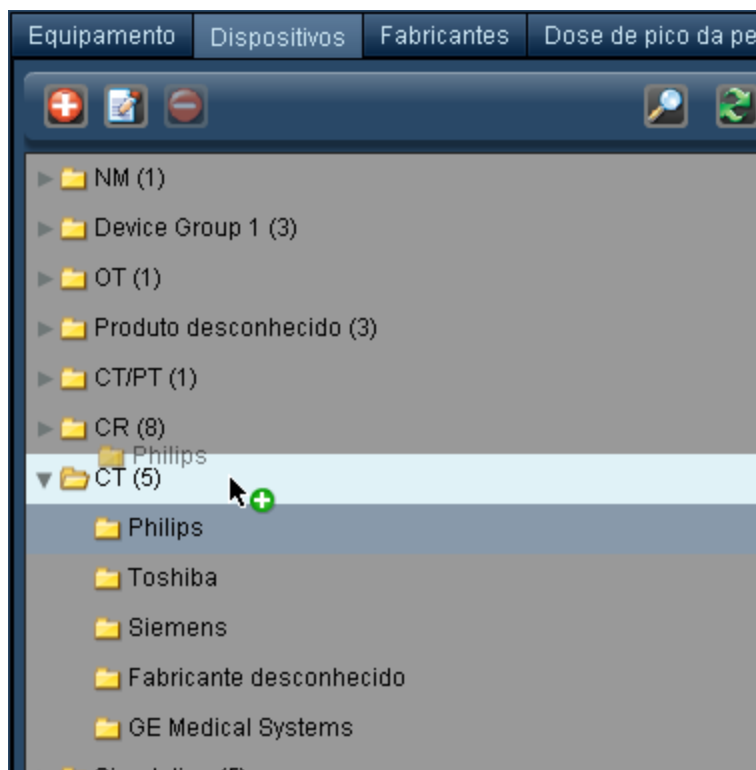 Equipamento Dispositivos Fabricantes Dose de pico da pe
NM (1)
Device Group 1 (3)
OT (1)
Produto desconhecido (3)
CT/PT (1)
CR (8)
Philips
CT (5)
Philips
Toshiba
Siemens
Fabricante desconhecido
GE Medical Systems